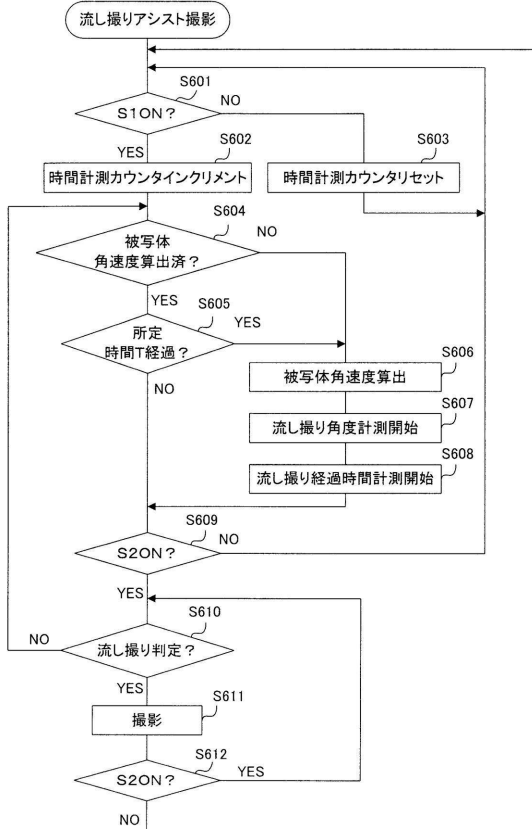 流し撮りアシスト撮影
S601
S1ON？
NO
YES
S602
時間計測カウンタインクリメント
S603
時間計測カウンタリセット
S604
被写体
角速度算出済？
NO
YES
S605
所定
時間T経過？
YES
NO
S606
被写体角速度算出
S607
流し撮り角度計測開始
S608
流し撮り経過時間計測開始
S609
S2ON？
NO
YES
S610
流し撮り判定？
NO
YES
S611
撮影
S612
S2ON？
YES
NO